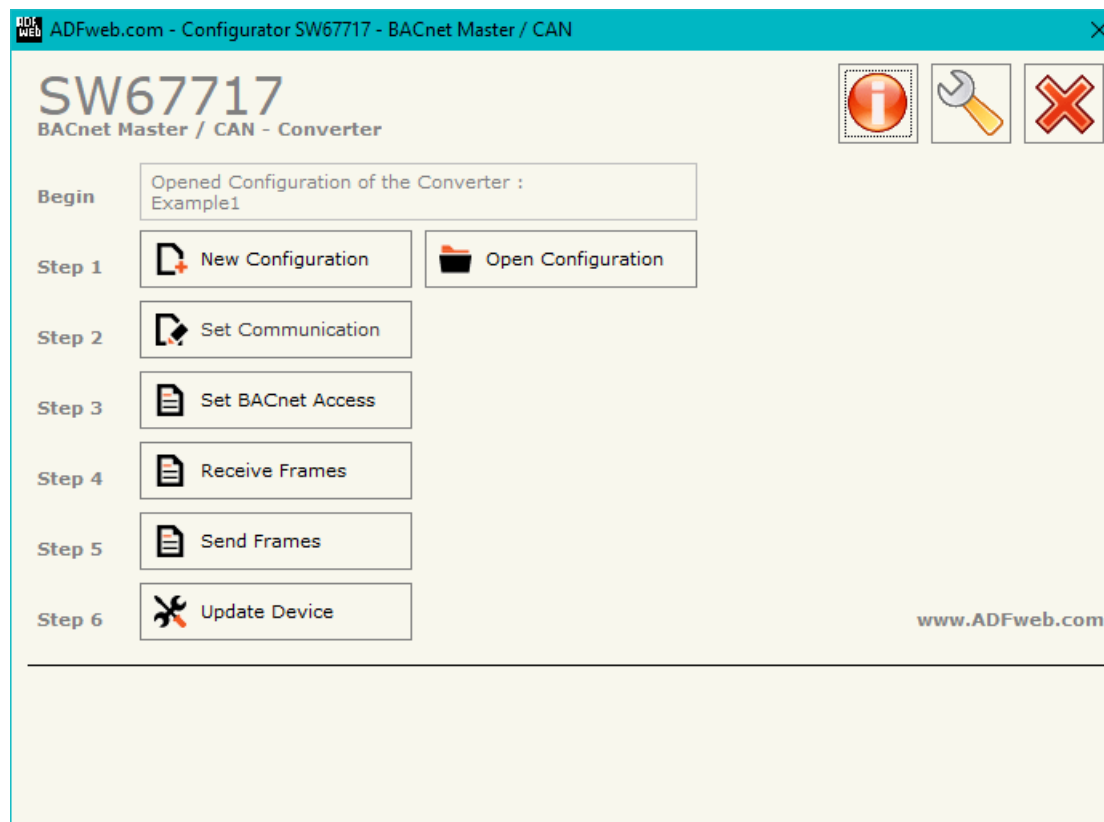 ADF
WEB
ADFweb.com - Configurator SW67717 - BACnet Master / CAN
SW67717
BACnet Master / CAN - Converter
Begin
Opened Configuration of the Converter :
Example1
Step 1
New Configuration
Open Configuration
Step 2
Set Communication
Step 3
Set BACnet Access
Step 4
Receive Frames
Step 5
Send Frames
Step 6
Update Device
www.ADFweb.com